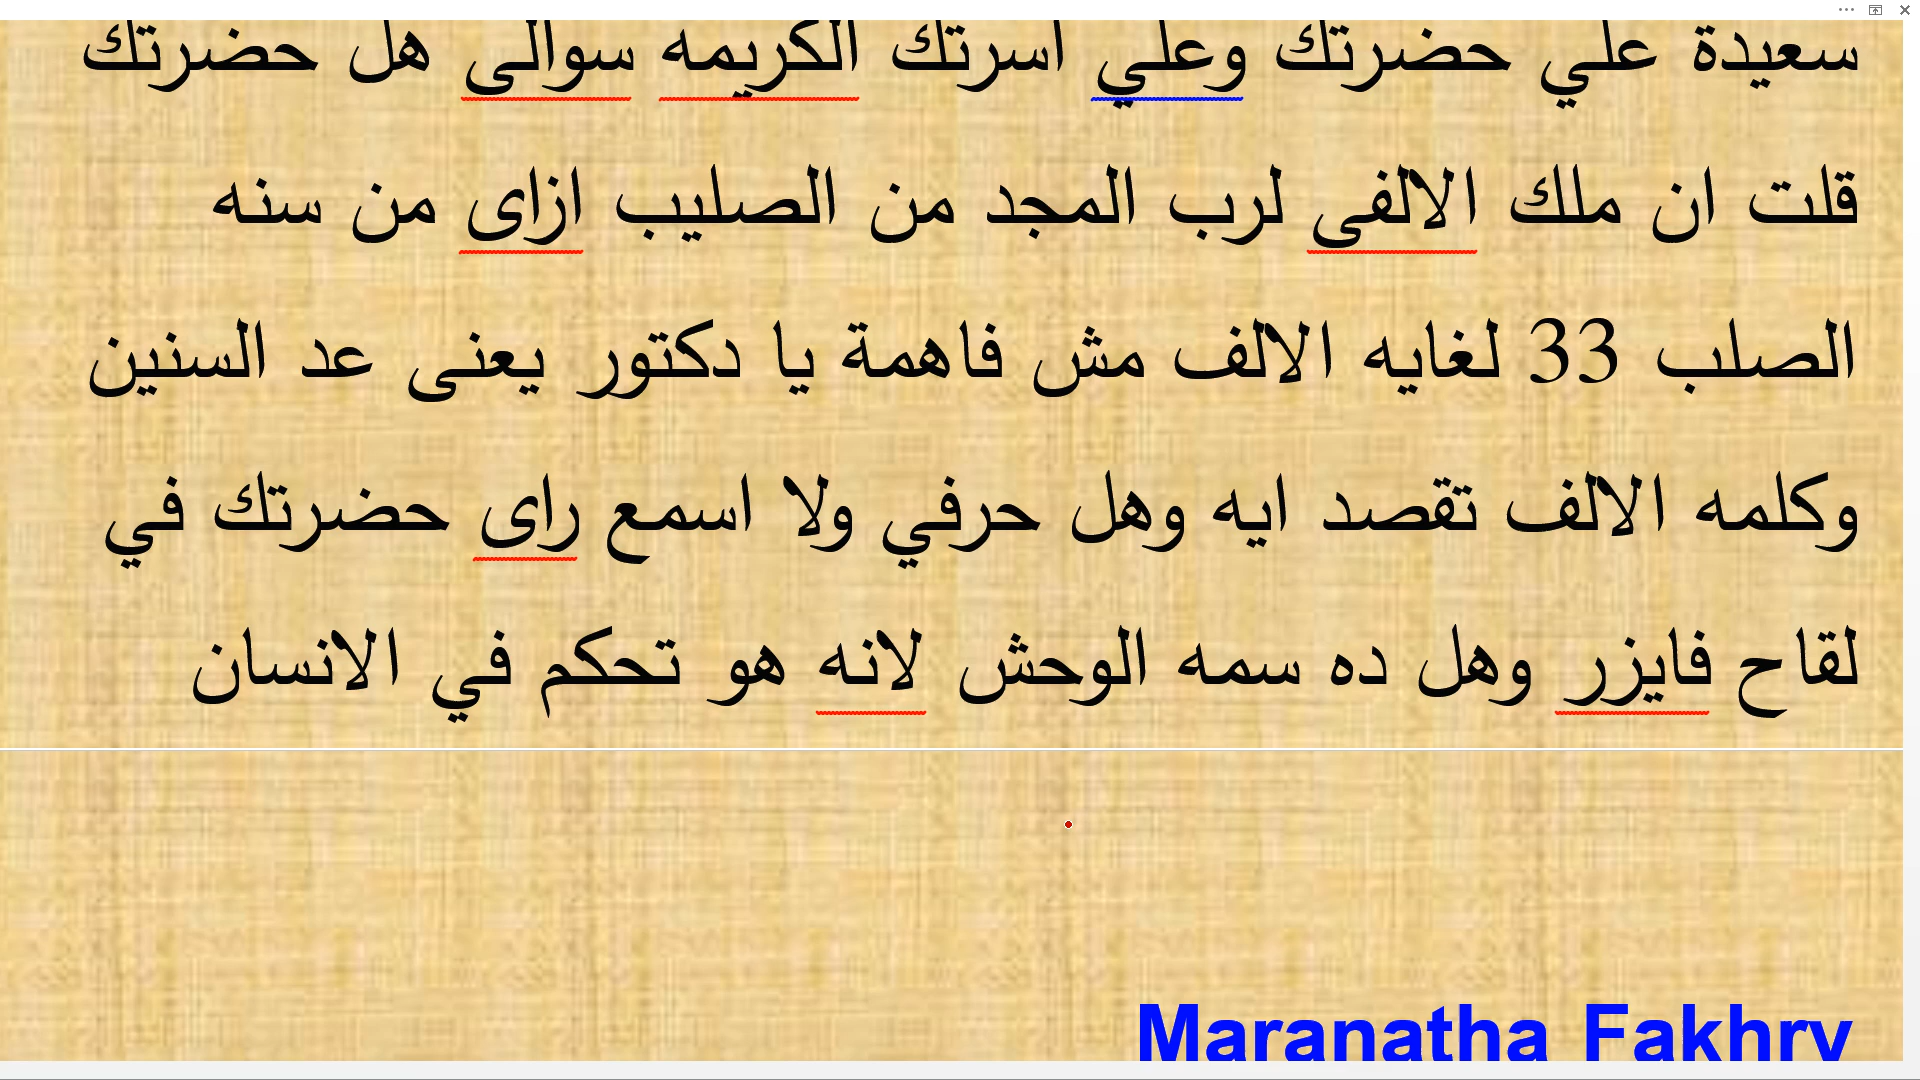 سعيدة علي حضرتك وعلي اسرتك الكريمه سوالى هل حضرتك
قلت ان ملك الالفى لرب المجد من الصليب ازاى من سنه
الصلب 33 لغايه الالف مش فاهمة يا دكتور يعنى عد السنين
وكلمه الالف تقصد ايه وهل حرفي ولا اسمع راى حضرتك في
لقاح فايزر وهل ده سمه الوحش لانه هو تحكم في الانسان
Maranatha Fakhry